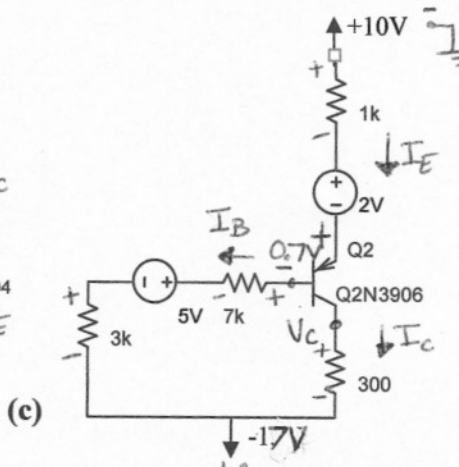 +10V
1k
I_E
2V
I_B
0.7V
Q2
Q2N3906
5V
7k
3k
V_C
I_C
300
(c)
-17V